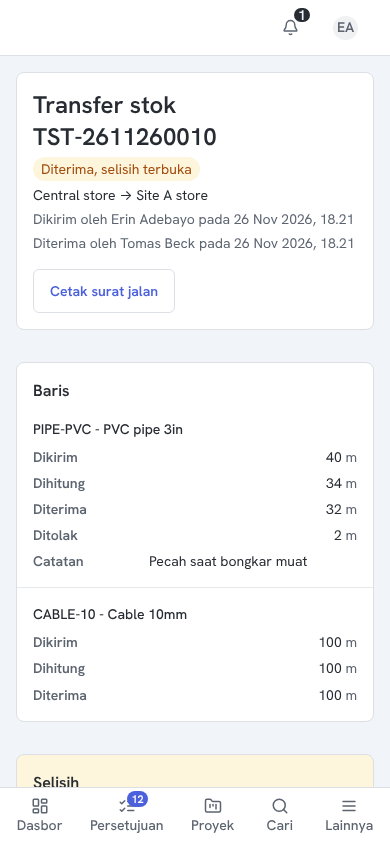 1
EA
Transfer stok
TST-2611260010
Diterima, selisih terbuka
Central store → Site A store
Dikirim oleh Erin Adebayo pada 26 Nov 2026, 18.21
Diterima oleh Tomas Beck pada 26 Nov 2026, 18.21
Cetak surat jalan
Baris
PIPE-PVC - PVC pipe 3in
Dikirim 40 m
Dihitung 34 m
Diterima 32 m
Ditolak 2 m
Catatan Pecah saat bongkar muat
CABLE-10 - Cable 10mm
Dikirim 100 m
Dihitung 100 m
Diterima 100 m
Selisih
12
Dasbor Persetujuan Proyek Cari Lainnya